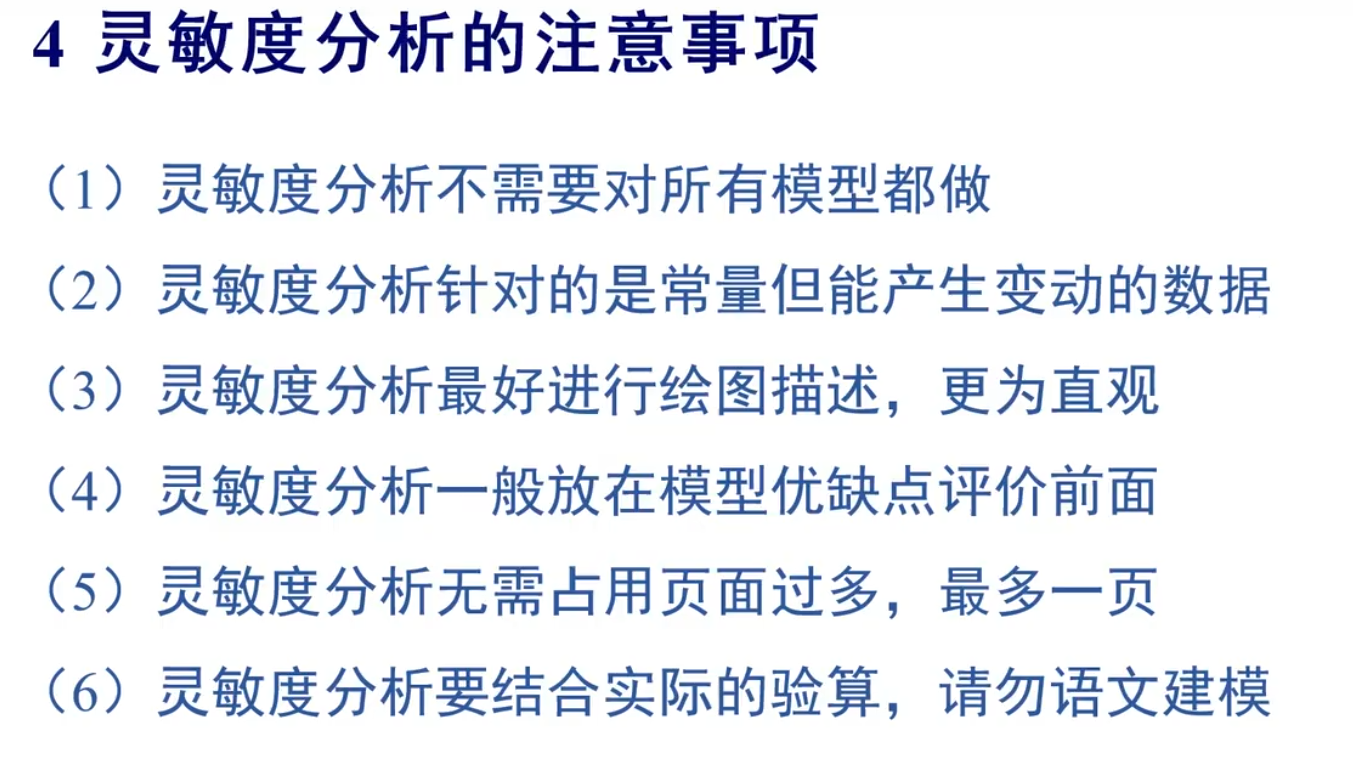 4 灵敏度分析的注意事项
（1）灵敏度分析不需要对所有模型都做
（2）灵敏度分析针对的是常量但能产生变动的数据
（3）灵敏度分析最好进行绘图描述，更为直观
（4）灵敏度分析一般放在模型优缺点评价前面
（5）灵敏度分析无需占用页面过多，最多一页
（6）灵敏度分析要结合实际的验算，请勿语文建模